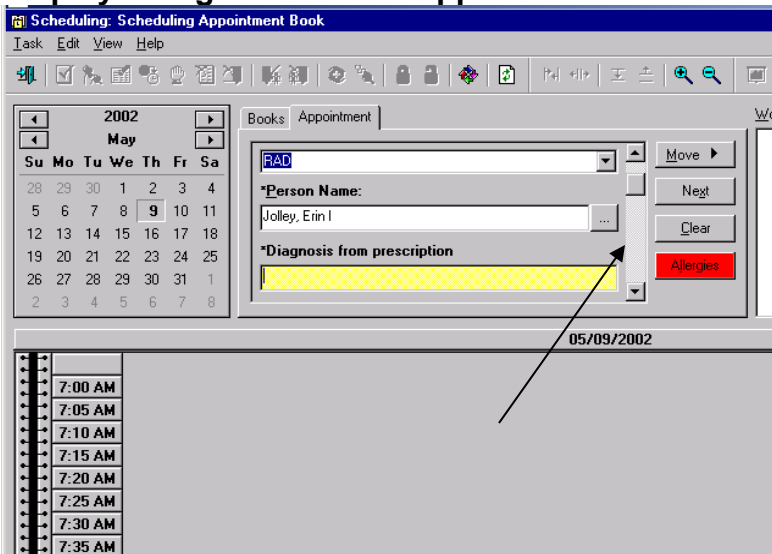 Scheduling: Scheduling Appointment Book
Task Edit View Help
2002
May
Su Mo Tu We Th Fr Sa
28 29 30 1 2 3 4
5 6 7 8 9 10 11
12 13 14 15 16 17 18
19 20 21 22 23 24 25
26 27 28 29 30 31 1
2 3 4 5 6 7 8
Books Appointment
RAD
*Person Name:
Jolley, Erin I
...
*Diagnosis from prescription
Move
Next
Clear
Allergies
05/09/2002
7:00 AM
7:05 AM
7:10 AM
7:15 AM
7:20 AM
7:25 AM
7:30 AM
7:35 AM